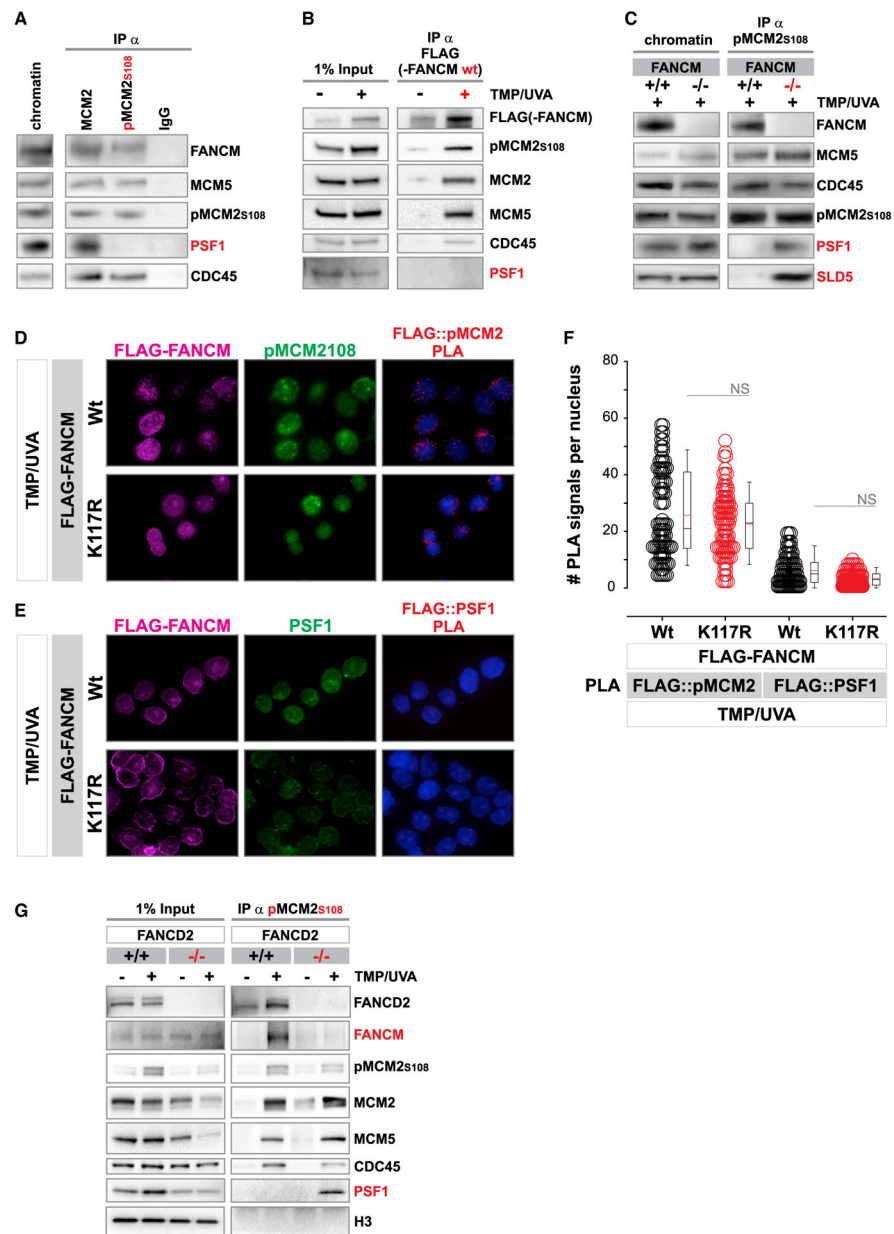 A
IP α
chromatin
MCM2
pMCM2S108
IgG
FANCM
MCM5
pMCM2S108
PSF1
CDC45
B
IP α
FLAG
1% Input (-FANCM wt)
- + - + TMP/UVA
FLAG(-FANCM)
pMCM2S108
MCM2
MCM5
CDC45
PSF1
C
IP α
chromatin pMCM2S108
FANCM FANCM
+/+ -/- +/+ -/-
+ + + + TMP/UVA
FANCM
MCM5
CDC45
pMCM2S108
PSF1
SLD5
D
FLAG-FANCM pMCM2108 FLAG::pMCM2
PLA
TMP/UVA
FLAG-FANCM
Wt
K117R
E
FLAG-FANCM PSF1 FLAG::PSF1
PLA
TMP/UVA
FLAG-FANCM
Wt
K117R
F
# PLA signals per nucleus
80
60
40
20
0
NS
NS
Wt K117R Wt K117R
FLAG-FANCM
PLA FLAG::pMCM2 FLAG::PSF1
TMP/UVA
G
1% Input IP α pMCM2S108
FANCD2 FANCD2
+/+ -/- +/+ -/-
- + - + - + - + TMP/UVA
FANCD2
FANCM
pMCM2S108
MCM2
MCM5
CDC45
PSF1
H3